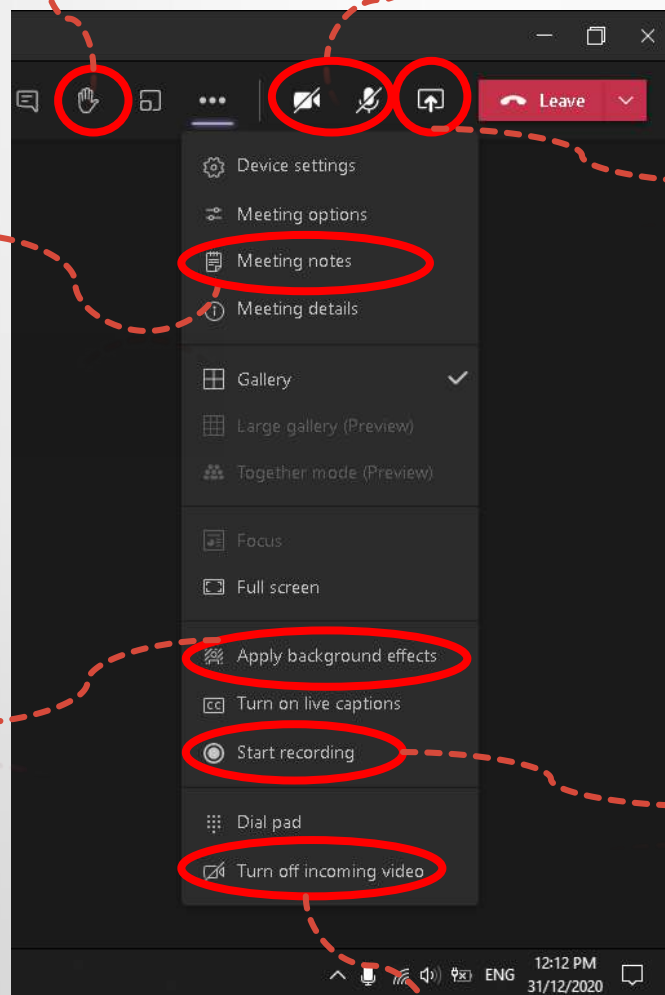 Leave
Device settings
Meeting options
Meeting notes
Meeting details
Gallery
Large gallery (Preview)
Together mode (Preview)
Focus
Full screen
Apply background effects
CC Turn on live captions
Start recording
Dial pad
Turn off incoming video
ENG 12:12 PM
31/12/2020